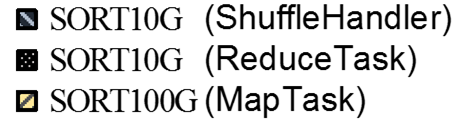 SORT10G (ShuffleHandler)
SORT10G (ReduceTask)
SORT100G (MapTask)